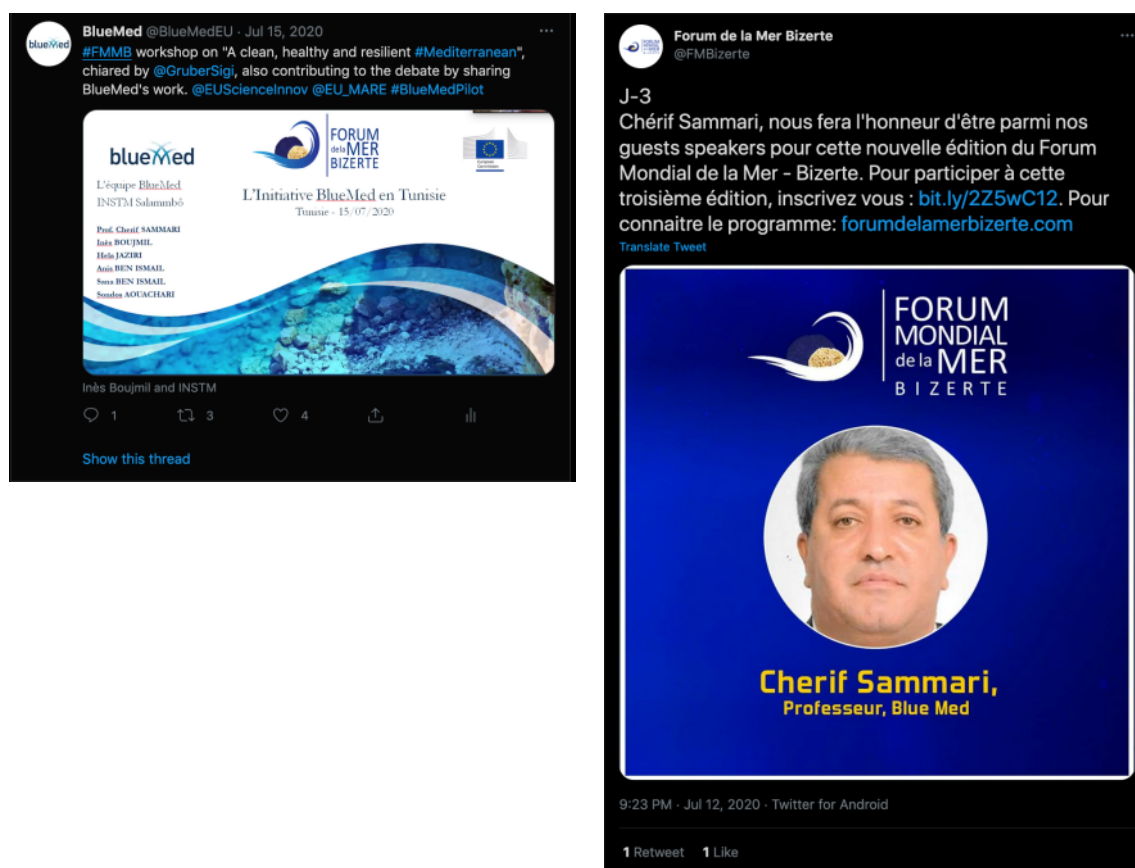 BlueMed @BlueMedEU · Jul 15, 2020
#FMMB workshop on "A clean, healthy and resilient #Mediterranean",
chiared by @GruberSigi, also contributing to the debate by sharing
BlueMed's work. @EUScienceInnov @EU_MARE #BlueMedPilot
bluemed
bluemed
L'équipe BlueMed
INSTM Salammbô
Prof. Cherif SAMMARI
Inès BOUJMIL
Hela JAZIRI
Anis BEN ISMAIL
Sana BEN ISMAIL
Sondos AOUACHARI
FORUM
de la MER
BIZERTE
European
Commission
L'Initiative BlueMed en Tunisie
Tunisie - 15/07/2020
Inès Boujmil and INSTM
1 3 4
Show this thread
Forum de la Mer Bizerte
@FMBizerte
J-3
Chérif Sammari, nous fera l'honneur d'être parmi nos
guests speakers pour cette nouvelle édition du Forum
Mondial de la Mer - Bizerte. Pour participer à cette
troisième édition, inscrivez vous : bit.ly/2Z5wC12. Pour
connaitre le programme: forumdelamerbizerte.com
Translate Tweet
FORUM
MONDIAL
de la MER
BIZERTE
Cherif Sammari,
Professeur, Blue Med
9:23 PM · Jul 12, 2020 · Twitter for Android
1 Retweet 1 Like